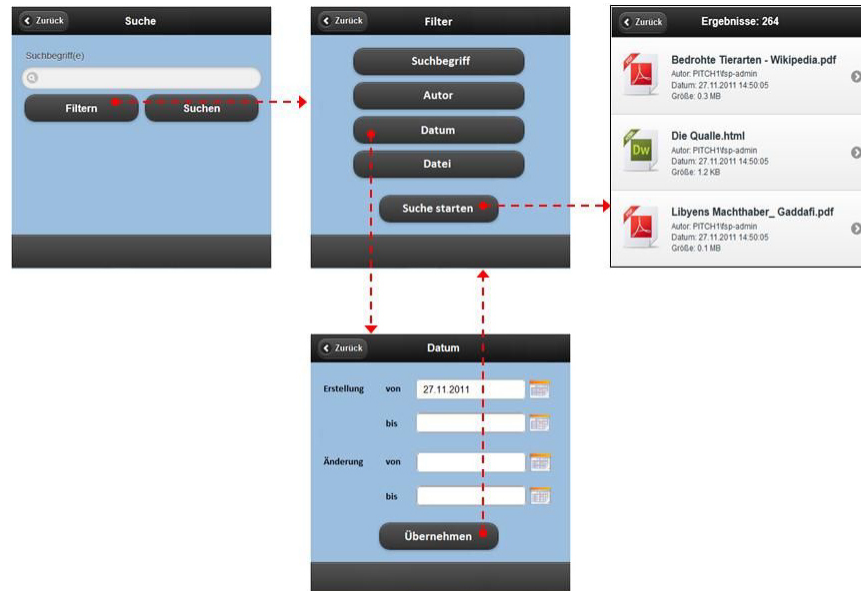 Zurück
Suche
Suchbegriff(e)
Filtern
Suchen
Zurück
Filter
Suchbegriff
Autor
Datum
Datei
Suche starten
Zurück
Ergebnisse: 264
Bedrohte Tierarten - Wikipedia.pdf
Autor: PITCH1\fsp-admin
Datum: 27.11.2011 14:50:05
Größe: 0.3 MB
Dw
Die Qualle.html
Autor: PITCH1\fsp-admin
Datum: 27.11.2011 14:50:05
Größe: 1.2 KB
Libyens Machthaber_ Gaddafi.pdf
Autor: PITCH1\fsp-admin
Datum: 27.11.2011 14:50:05
Größe: 0.1 MB
Zurück
Datum
Erstellung von 27.11.2011
bis
Änderung von
bis
Übernehmen